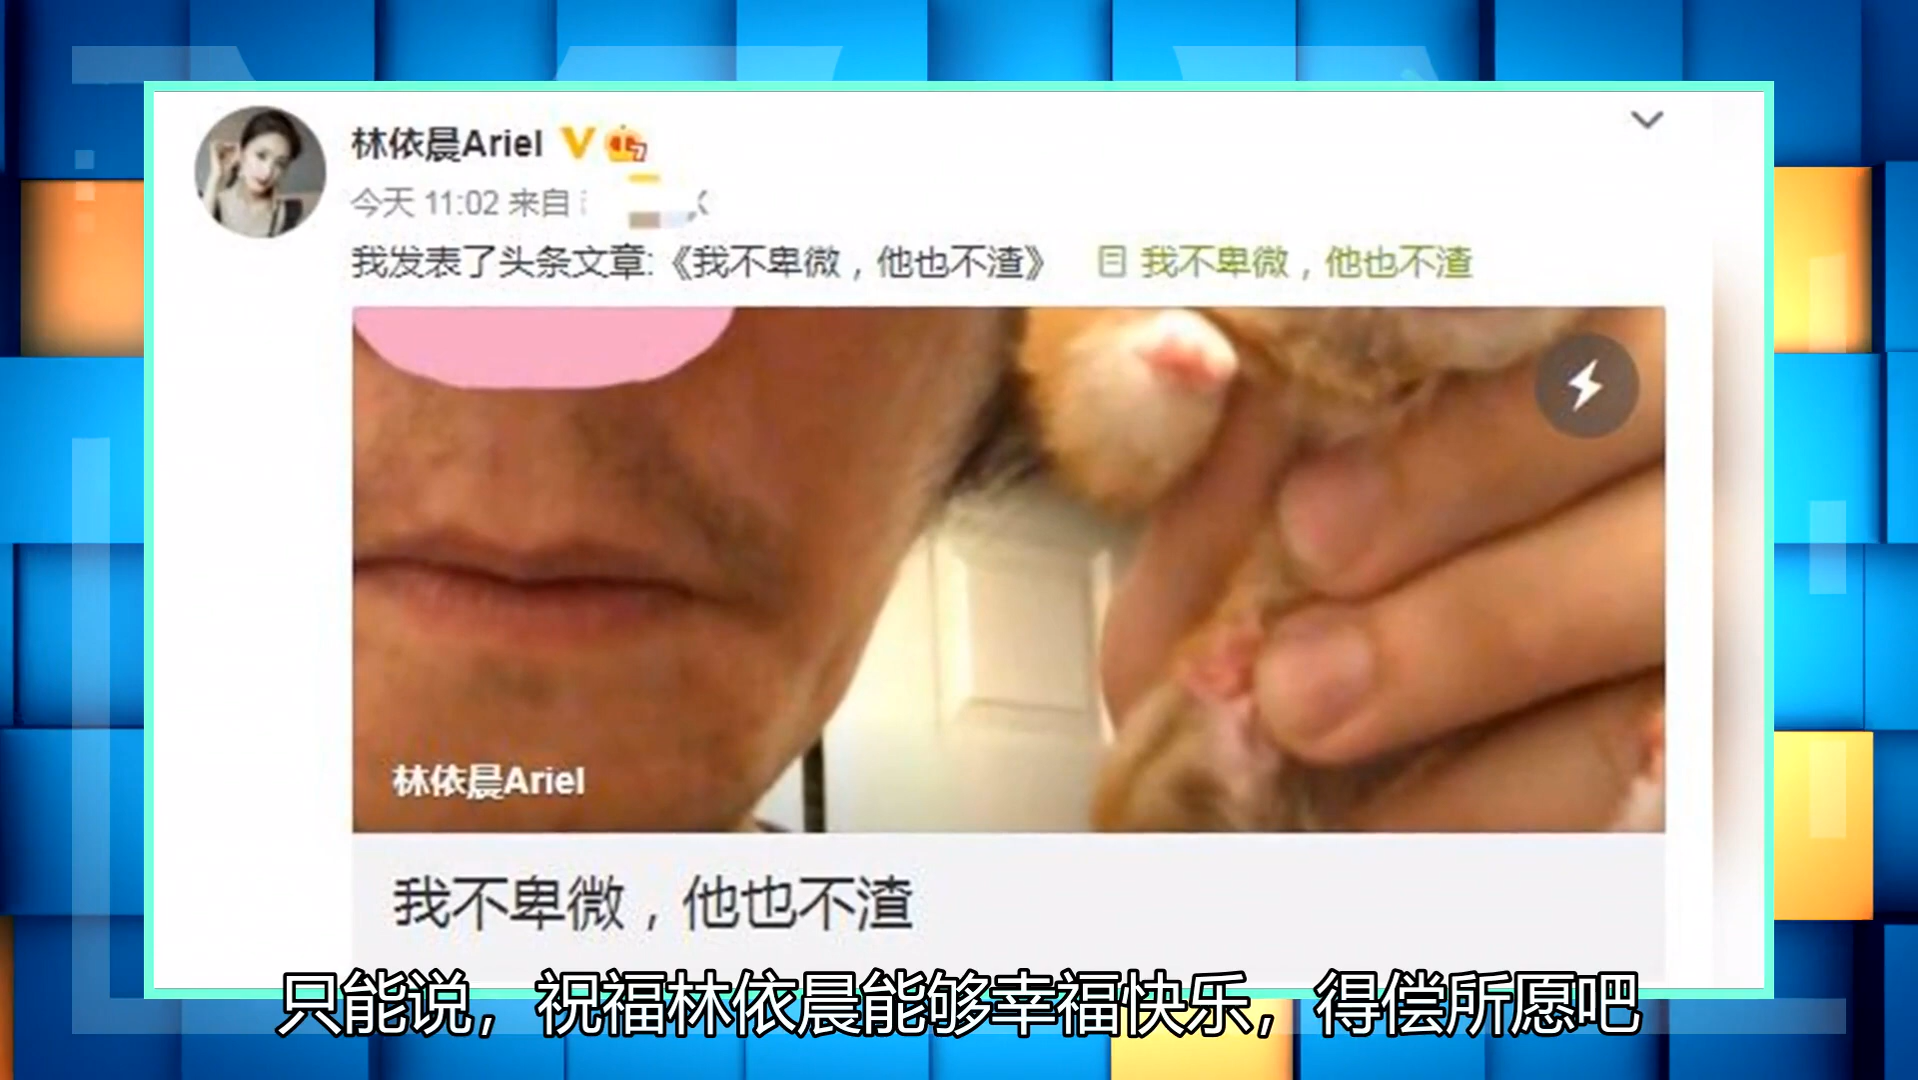 林依晨Ariel
今天 11:02 来自
我发表了头条文章:《我不卑微，他也不渣》 我不卑微，他也不渣
林依晨Ariel
我不卑微，他也不渣
只能说，祝福林依晨能够幸福快乐，得偿所愿吧